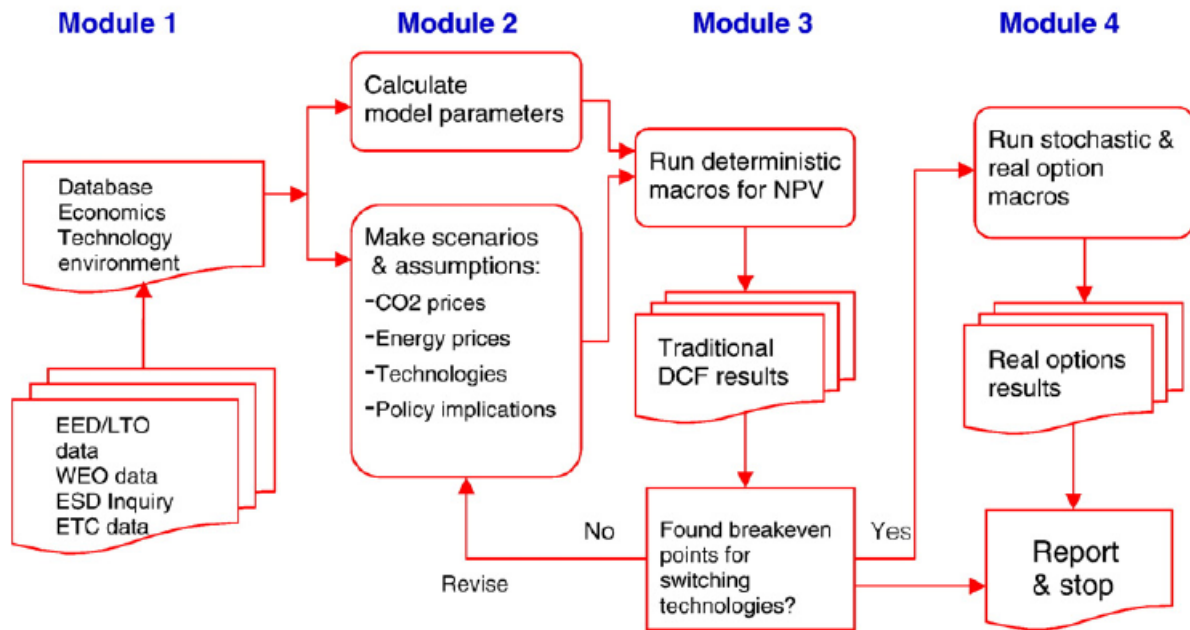 Module 1
Module 2
Module 3
Module 4
Database
Economics
Technology
environment
EED/LTO
data
WEO data
ESD Inquiry
ETC data
Calculate
model parameters
Make scenarios
& assumptions:
-CO2 prices
-Energy prices
-Technologies
-Policy implications
Run deterministic
macros for NPV
Traditional
DCF results
Found breakeven
points for
switching
technologies?
No
Revise
Yes
Run stochastic &
real option
macros
Real options
results
Report
& stop